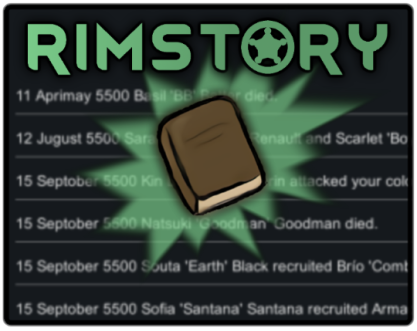 RIMSTORY
11 Aprimay 5500 Basil 'BB' died.
12 Jugust 5500 Sara Renault and Scarlet 'Bo
15 Septober 5500 Kin attacked your colo
15 Septober 5500 Natsuki 'Goodman' Goodman died.
15 Septober 5500 Souta 'Earth' Black recruited Brío 'Comb
15 Septober 5500 Sofia 'Santana' Santana recruited Arma